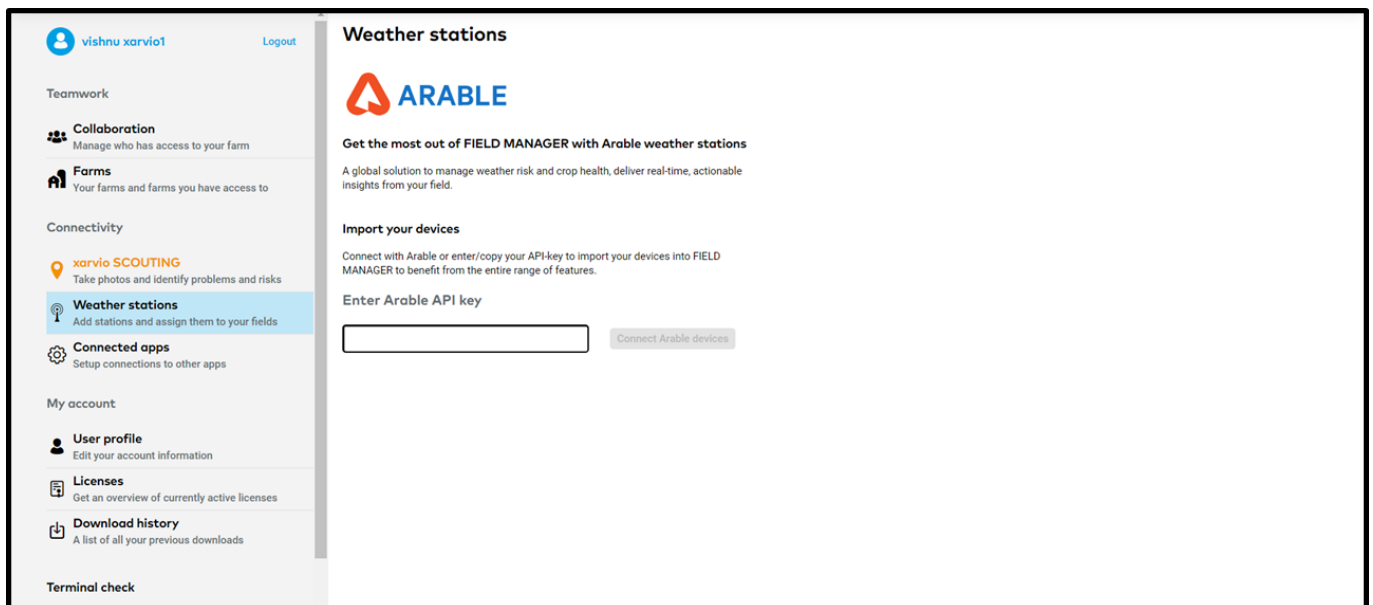 vishnu xarvio1
Logout
Teamwork
Collaboration
Manage who has access to your farm
Farms
Your farms and farms you have access to
Connectivity
xarvio SCOUTING
Take photos and identify problems and risks
Weather stations
Add stations and assign them to your fields
Connected apps
Setup connections to other apps
My account
User profile
Edit your account information
Licenses
Get an overview of currently active licenses
Download history
A list of all your previous downloads
Terminal check
Weather stations
ARABLE
Get the most out of FIELD MANAGER with Arable weather stations
A global solution to manage weather risk and crop health, deliver real-time, actionable
insights from your field.
Import your devices
Connect with Arable or enter/copy your API-key to import your devices into FIELD
MANAGER to benefit from the entire range of features.
Enter Arable API key
Connect Arable devices